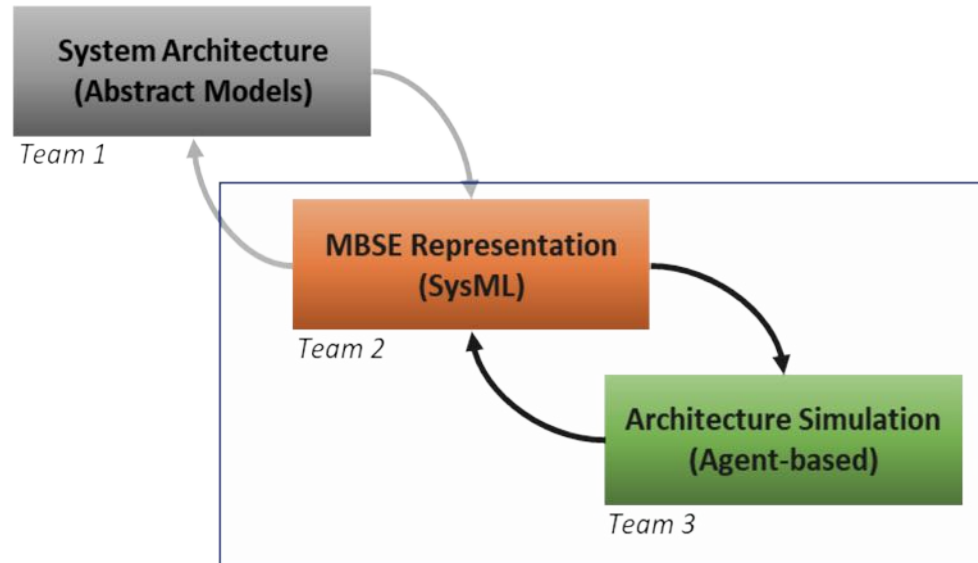 System Architecture
(Abstract Models)
Team 1
MBSE Representation
(SysML)
Team 2
Architecture Simulation
(Agent-based)
Team 3